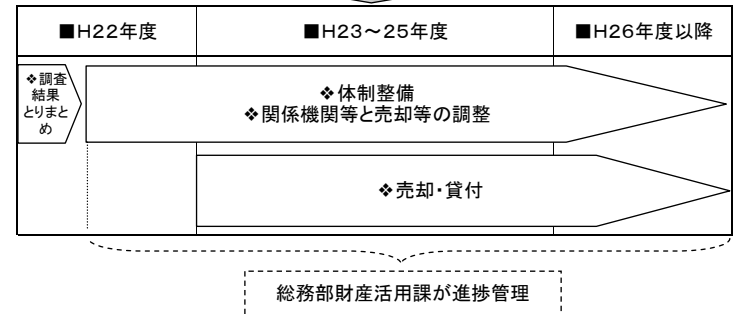 ■H22年度
■H23～25年度
■H26年度以降
❖調査
結果
とりまと
め
❖体制整備
❖関係機関等と売却等の調整
❖売却・貸付
総務部財産活用課が進捗管理